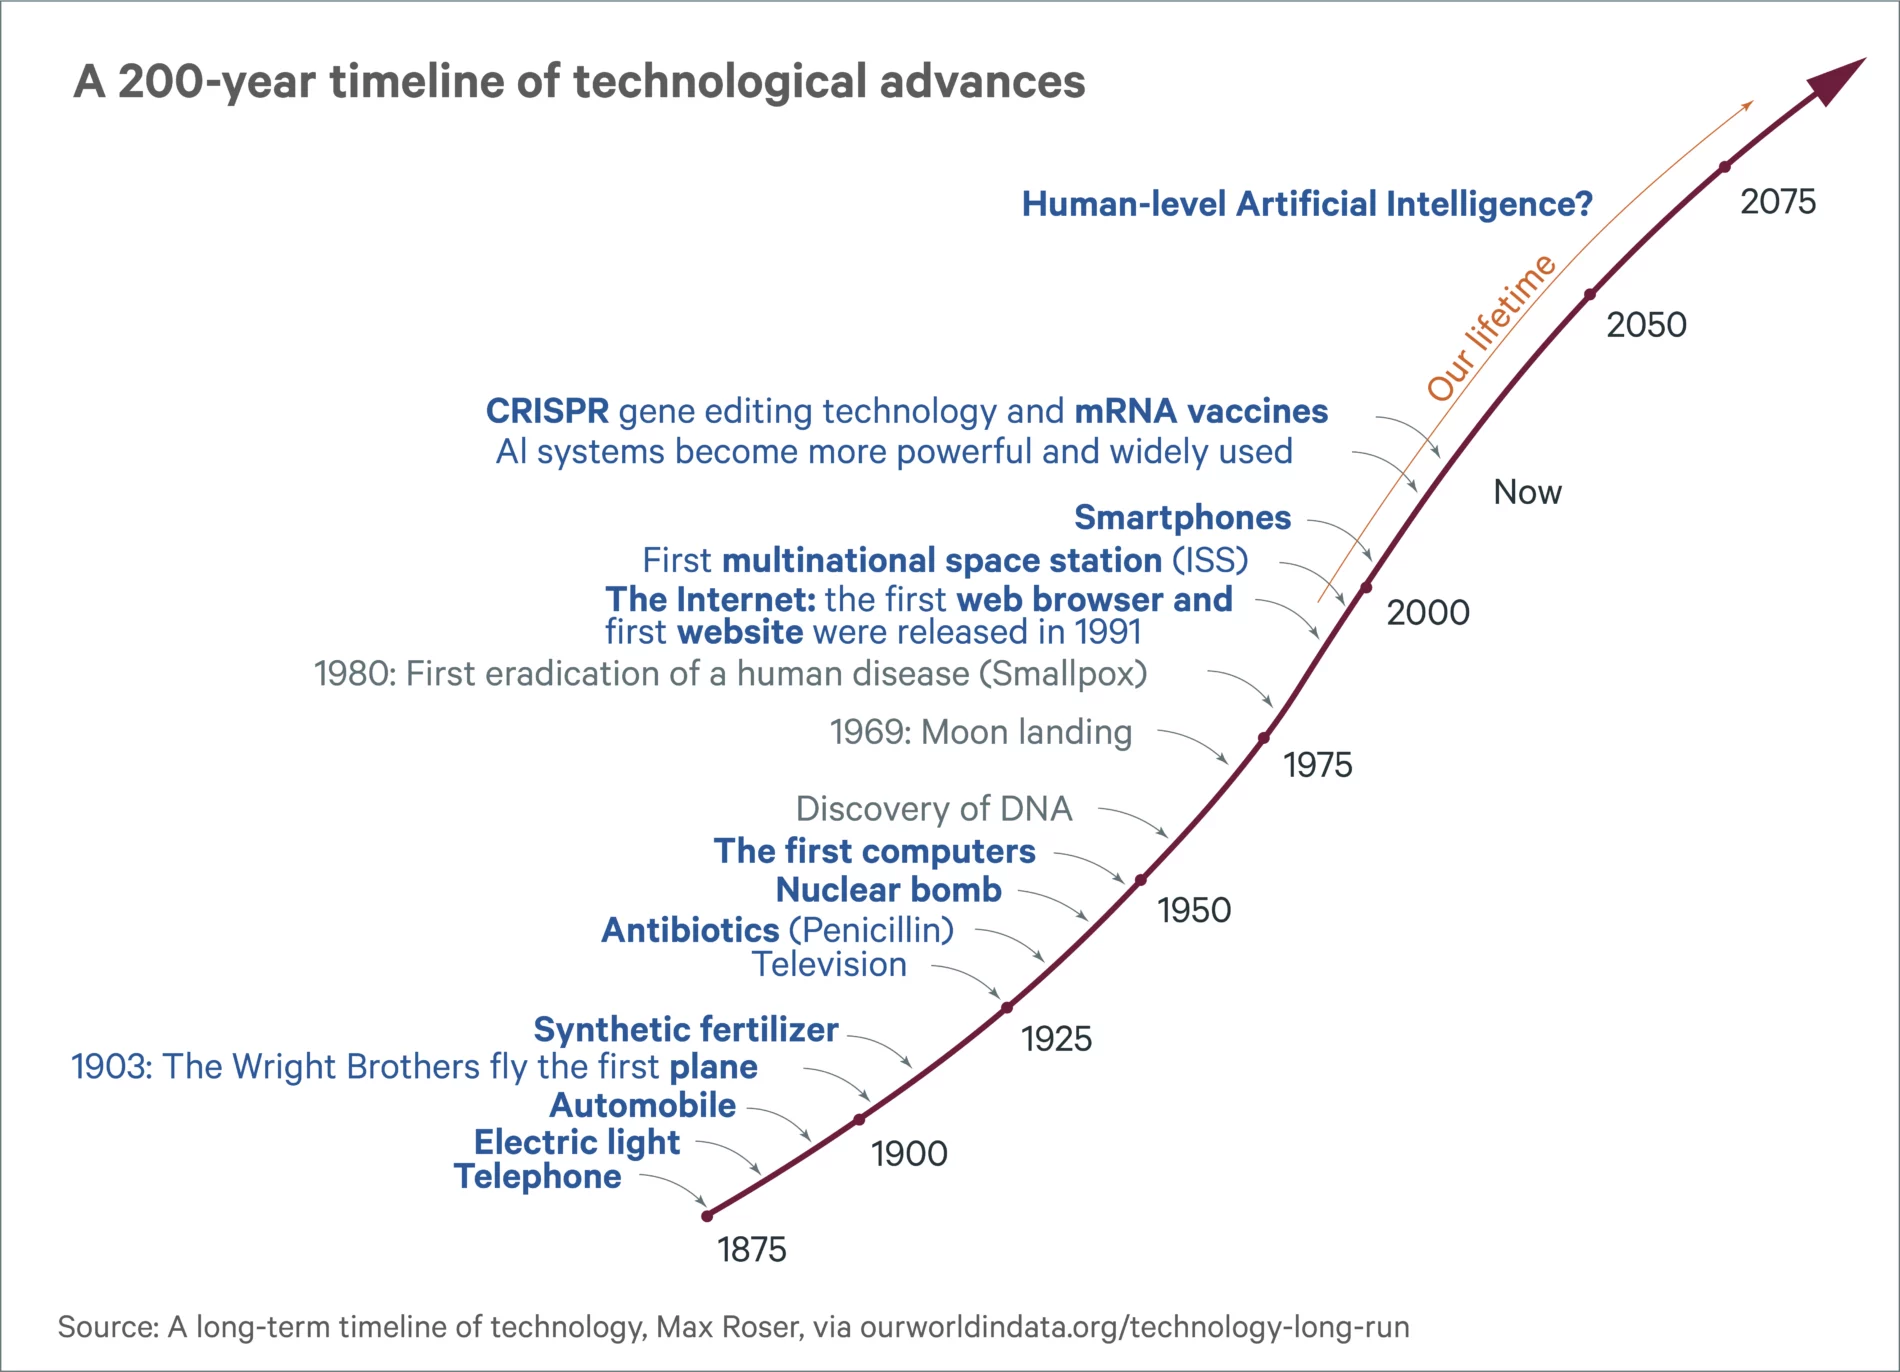 A 200-year timeline of technological advances
2075
Human-level Artificial Intelligence?
2050
Our lifetime
CRISPR gene editing technology and mRNA vaccines
AI systems become more powerful and widely used
Now
Smartphones
First multinational space station (ISS)
The Internet: the first web browser and
first website were released in 1991
2000
1980: First eradication of a human disease (Smallpox)
1969: Moon landing
1975
Discovery of DNA
The first computers
Nuclear bomb
1950
Antibiotics (Penicillin)
Television
Synthetic fertilizer
1925
1903: The Wright Brothers fly the first plane
Automobile
Electric light
1900
Telephone
1875
Source: A long-term timeline of technology, Max Roser, via ourworldindata.org/technology-long-run